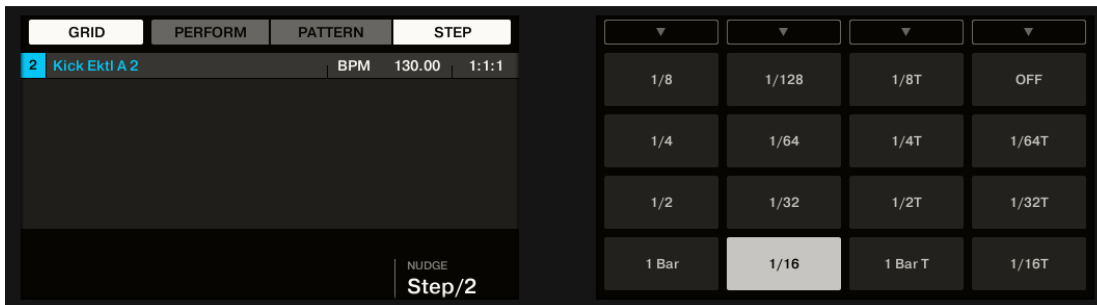 GRID PERFORM PATTERN STEP
2 Kick Ektl A 2 BPM 130.00 1:1:1
NUDGE
Step/2
1/8 1/128 1/8T OFF
1/4 1/64 1/4T 1/64T
1/2 1/32 1/2T 1/32T
1 Bar 1/16 1 Bar T 1/16T